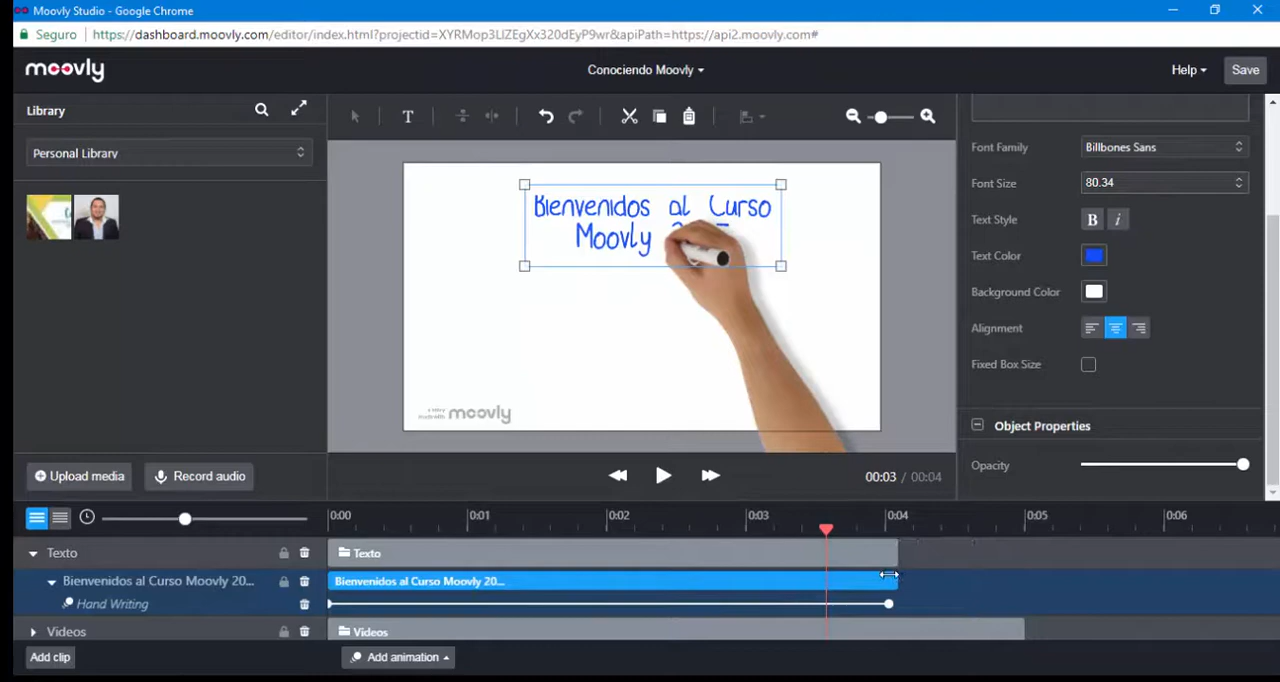 Moovly Studio - Google Chrome
Seguro | https://dashboard.moovly.com/editor/index.html?projectid=XYRMop3LlZEgXx320dEyP9wr&apiPath=https://api2.moovly.com#
moovly
Conociendo Moovly
Help
Save
Library
T
Personal Library
Font Family
Billbones Sans
Font Size
80.34
Text Style
B i
Text Color
Background Color
Alignment
Fixed Box Size
Object Properties
Opacity
Bienvenidos al Curso
Moovly
moovly
Upload media
Record audio
00:03 / 00:04
0:00 0:01 0:02 0:03 0:04 0:05 0:06
Texto
Texto
Bienvenidos al Curso Moovly 20...
Bienvenidos al Curso Moovly 20...
Hand Writing
Videos
Videos
Add clip
Add animation